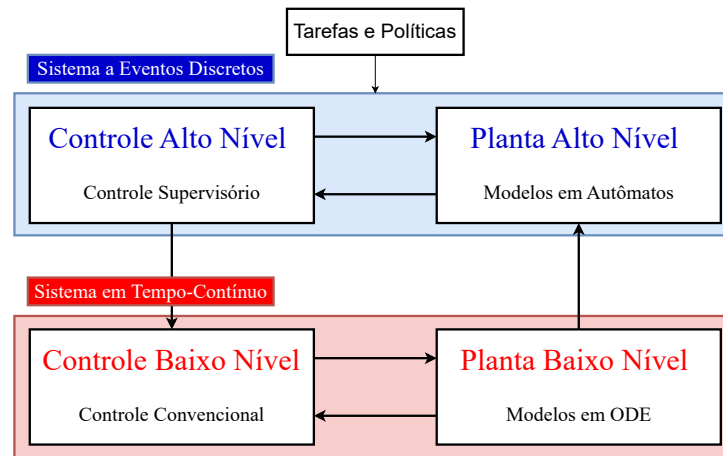 Tarefas e Políticas
Sistema a Eventos Discretos
Controle Alto Nível
Planta Alto Nível
Controle Supervisório
Modelos em Autômatos
Sistema em Tempo-Contínuo
Controle Baixo Nível
Planta Baixo Nível
Controle Convencional
Modelos em ODE